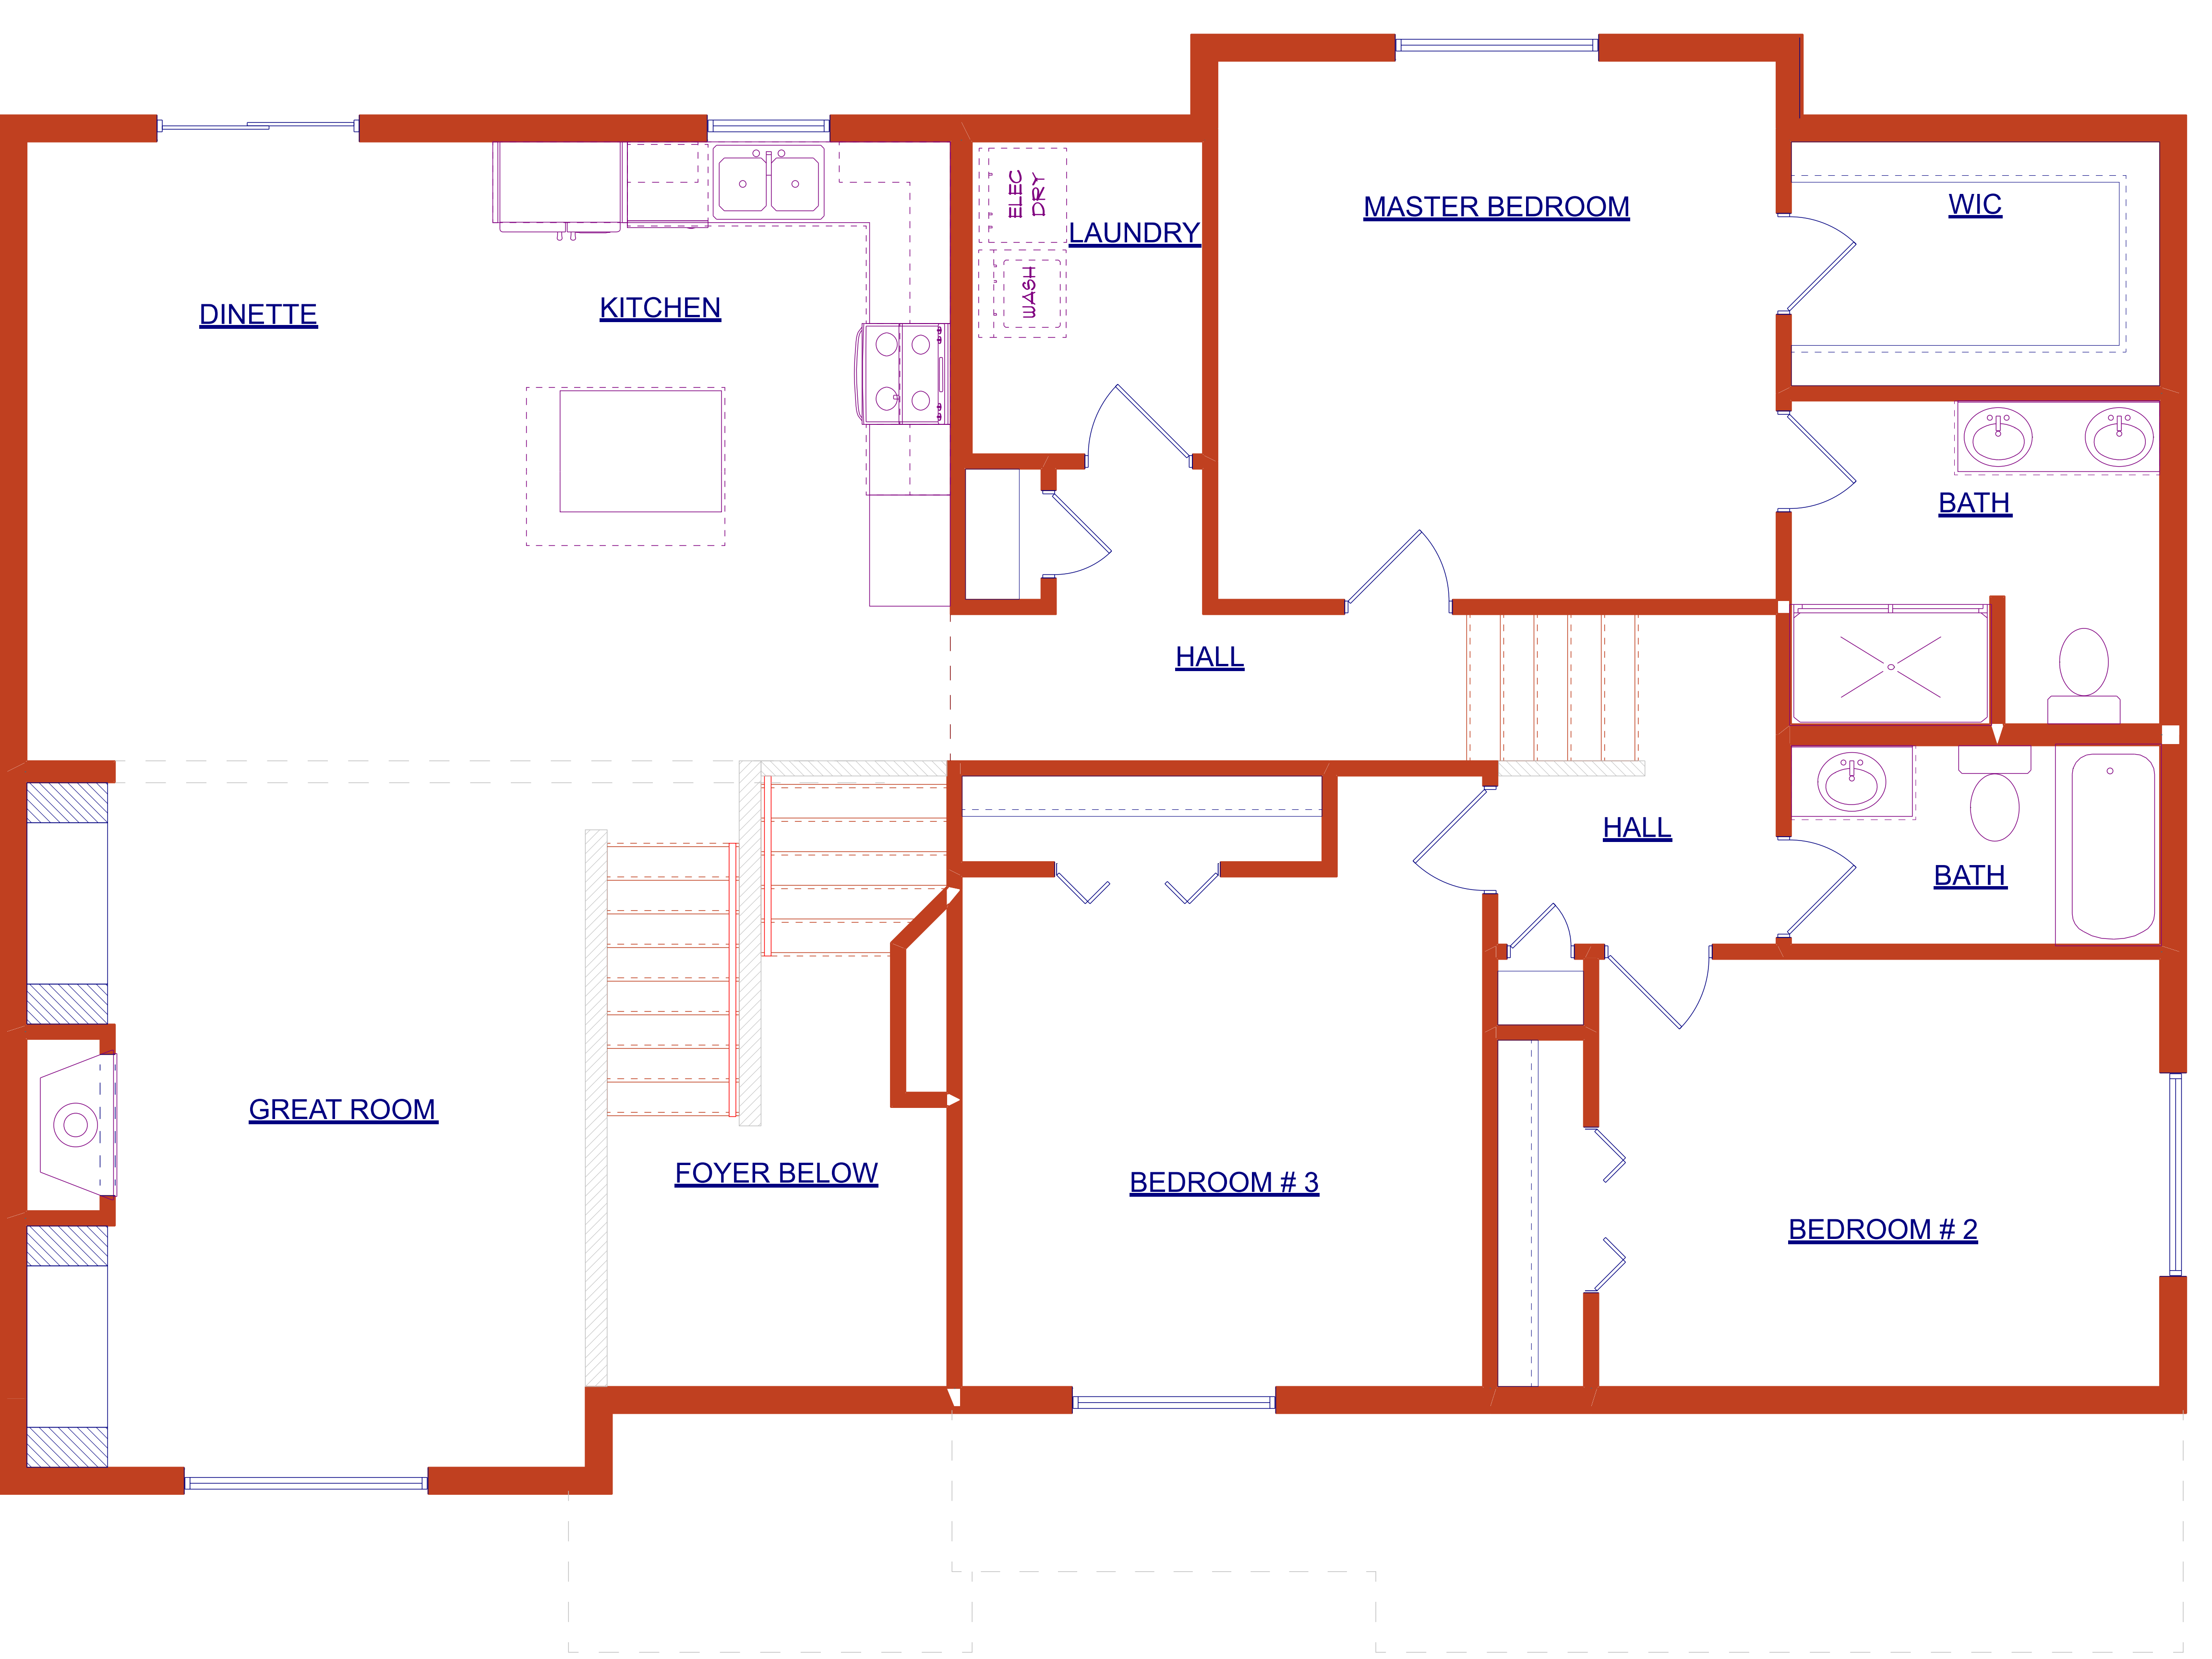 MASTER BEDROOM
WIC
ELEC
DRY
LAUNDRY
WASH
DINETTE
KITCHEN
BATH
HALL
HALL
BATH
GREAT ROOM
FOYER BELOW
BEDROOM # 3
BEDROOM # 2